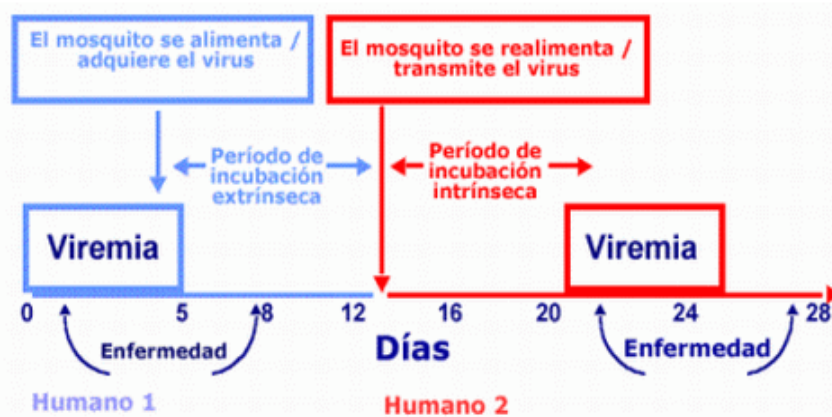 El mosquito se alimenta /
adquiere el virus
El mosquito se realimenta /
transmite el virus
Período de
incubación
extrínseca
Período de
incubación
intrínseca
Viremia
Viremia
0 5 8 12 16 20 24 28
Enfermedad
Días
Enfermedad
Humano 1
Humano 2